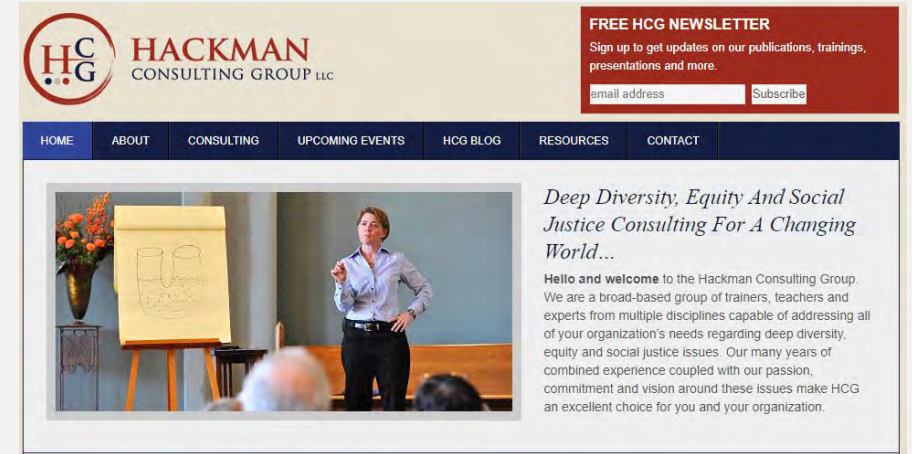 HCG
HACKMAN
CONSULTING GROUP LLC
FREE HCG NEWSLETTER
Sign up to get updates on our publications, trainings,
presentations and more.
email address Subscribe
HOME ABOUT CONSULTING UPCOMING EVENTS HCG BLOG RESOURCES CONTACT
Deep Diversity, Equity And Social
Justice Consulting For A Changing
World...
Hello and welcome to the Hackman Consulting Group.
We are a broad-based group of trainers, teachers and
experts from multiple disciplines capable of addressing all
of your organization's needs regarding deep diversity,
equity and social justice issues. Our many years of
combined experience coupled with our passion,
commitment and vision around these issues make HCG
an excellent choice for you and your organization.